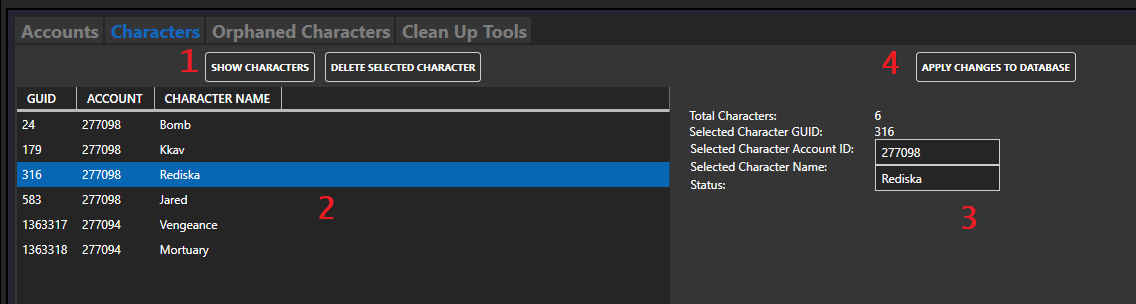 Accounts Characters Orphaned Characters Clean Up Tools
1 SHOW CHARACTERS DELETE SELECTED CHARACTER 4 APPLY CHANGES TO DATABASE
GUID ACCOUNT CHARACTER NAME
24 277098 Bomb
179 277098 Kkav
316 277098 Rediska
583 277098 Jared
1363317 277094 Vengeance
1363318 277094 Mortuary
2
Total Characters: 6
Selected Character GUID: 316
Selected Character Account ID: 277098
Selected Character Name: Rediska
Status:
3